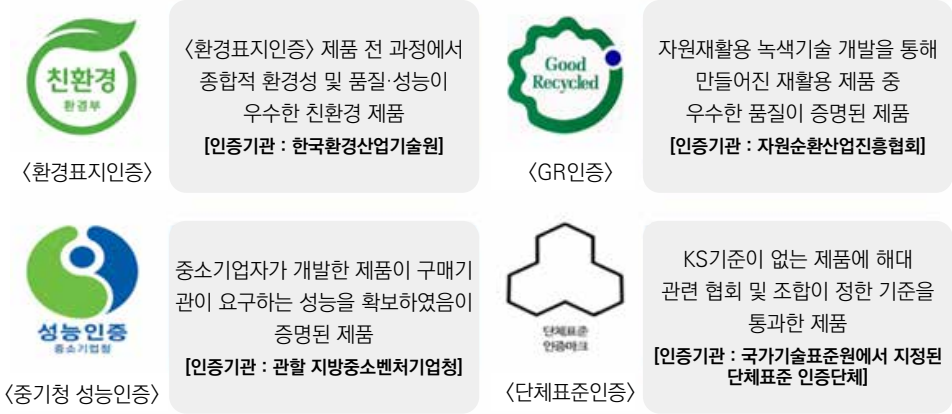 친환경
환경부
〈환경표지인증〉
〈환경표지인증〉 제품 전 과정에서
종합적 환경성 및 품질·성능이
우수한 친환경 제품
[인증기관 : 한국환경산업기술원]
Good
Recycled
〈GR인증〉
자원재활용 녹색기술 개발을 통해
만들어진 재활용 제품 중
우수한 품질이 증명된 제품
[인증기관 : 자원순환산업진흥협회]
성능인증
중소기업청
〈중기청 성능인증〉
중소기업자가 개발한 제품이 구매기
관이 요구하는 성능을 확보하였음이
증명된 제품
[인증기관 : 관할 지방중소벤처기업청]
단체표준
인증마크
〈단체표준인증〉
KS기준이 없는 제품에 해대
관련 협회 및 조합이 정한 기준을
통과한 제품
[인증기관 : 국가기술표준원에서 지정된
단체표준 인증단체]